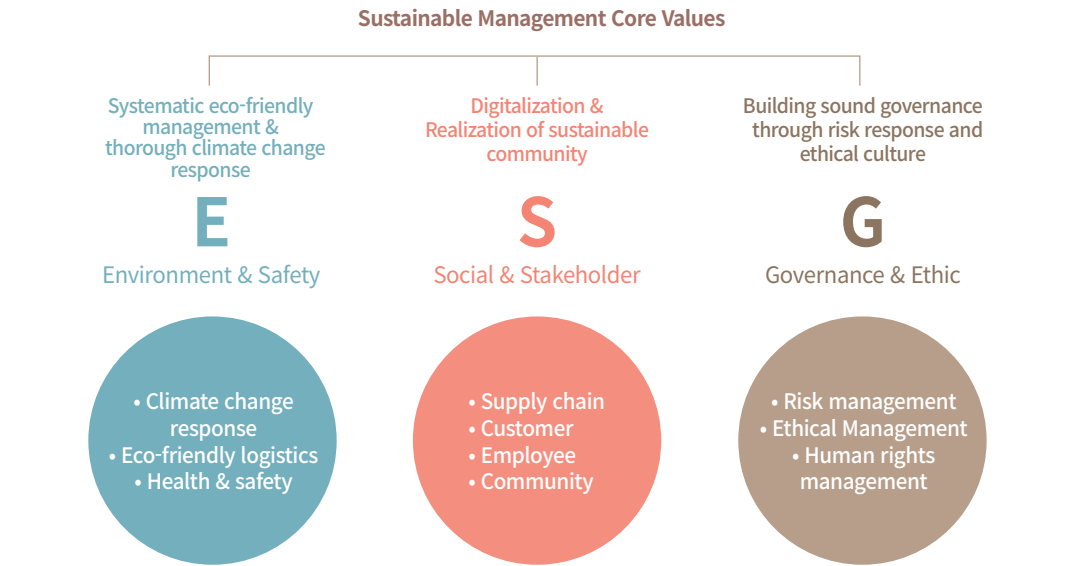 Sustainable Management Core Values
Systematic eco-friendly
management &
thorough climate change
response
E
Environment & Safety
• Climate change
response
• Eco-friendly logistics
• Health & safety
Digitalization &
Realization of sustainable
community
S
Social & Stakeholder
• Supply chain
• Customer
• Employee
• Community
Building sound governance
through risk response and
ethical culture
G
Governance & Ethic
• Risk management
• Ethical Management
• Human rights
management